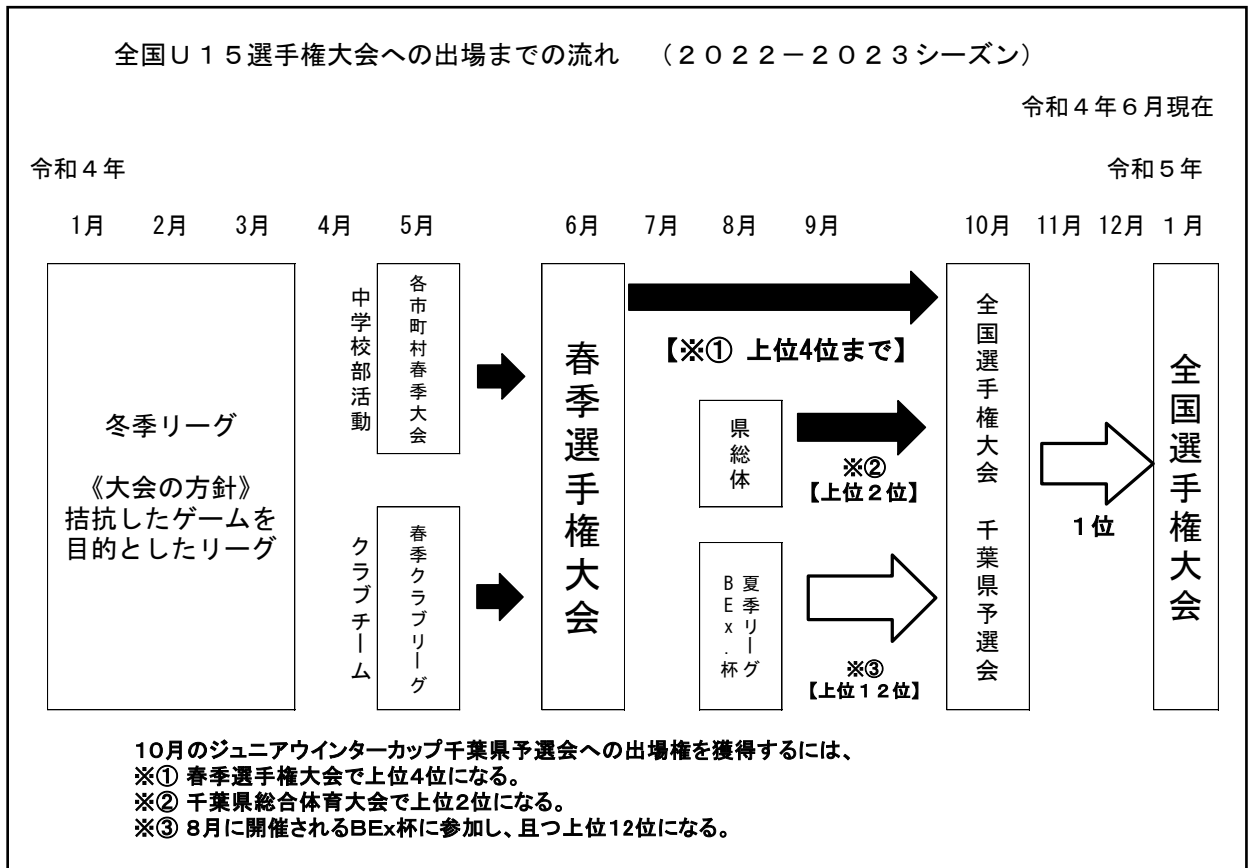 全国U15選手権大会への出場までの流れ (2022-2023シーズン)
令和4年6月現在
令和4年
令和5年
1月 2月 3月 4月 5月 6月 7月 8月 9月 10月 11月 12月 1月
冬季リーグ
《大会の方針》
拮抗したゲームを
目的としたリーグ
中学校部活動
各市町村春季大会
クラブチーム
春季クラブリーグ
春季選手権大会
【※① 上位4位まで】
県総体
※②
【上位2位】
夏季リーグ
BEx.杯
※③
【上位12位】
全国選手権大会 千葉県予選会
1位
全国選手権大会
10月のジュニアウインターカップ千葉県予選会への出場権を獲得するには、
※① 春季選手権大会で上位4位になる。
※② 千葉県総合体育大会で上位2位になる。
※③ 8月に開催されるBEx杯に参加し、且つ上位12位になる。